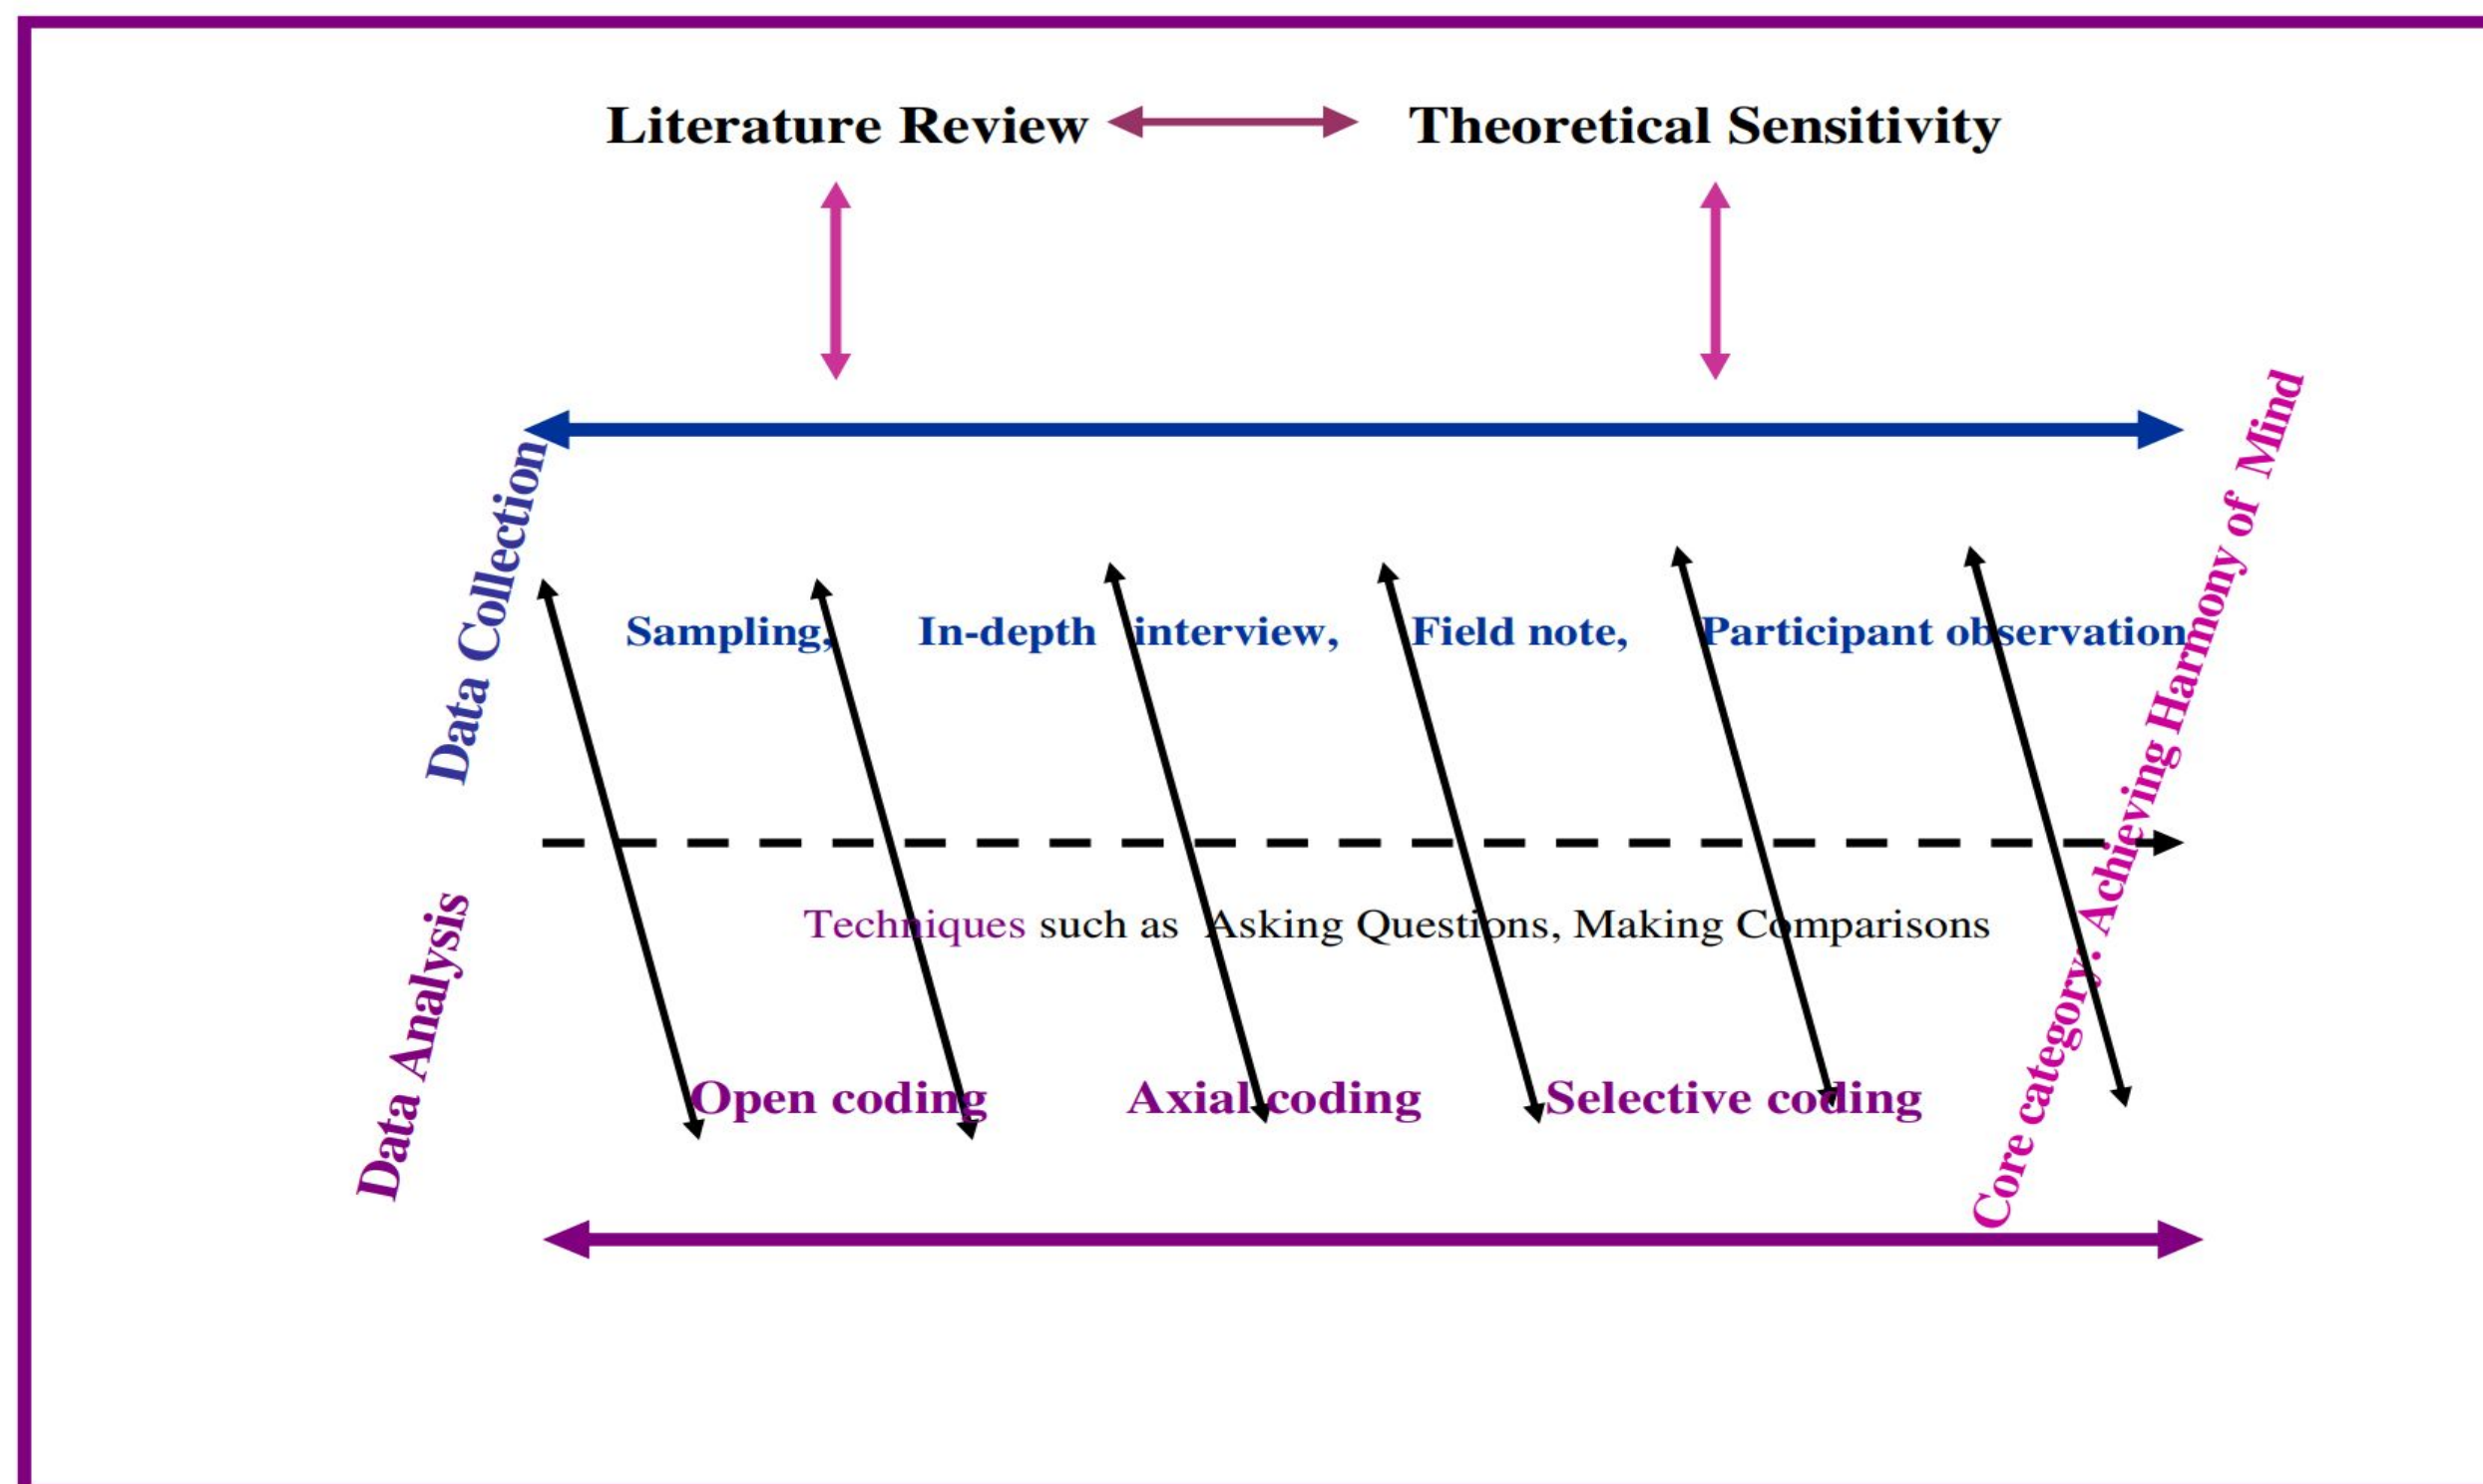 Literature Review Theoretical Sensitivity
Data Collection
Sampling, In-depth interview, Field note, Participant observation
Techniques such as Asking Questions, Making Comparisons
Data Analysis
Open coding Axial coding Selective coding
Core category: Achieving Harmony of Mind